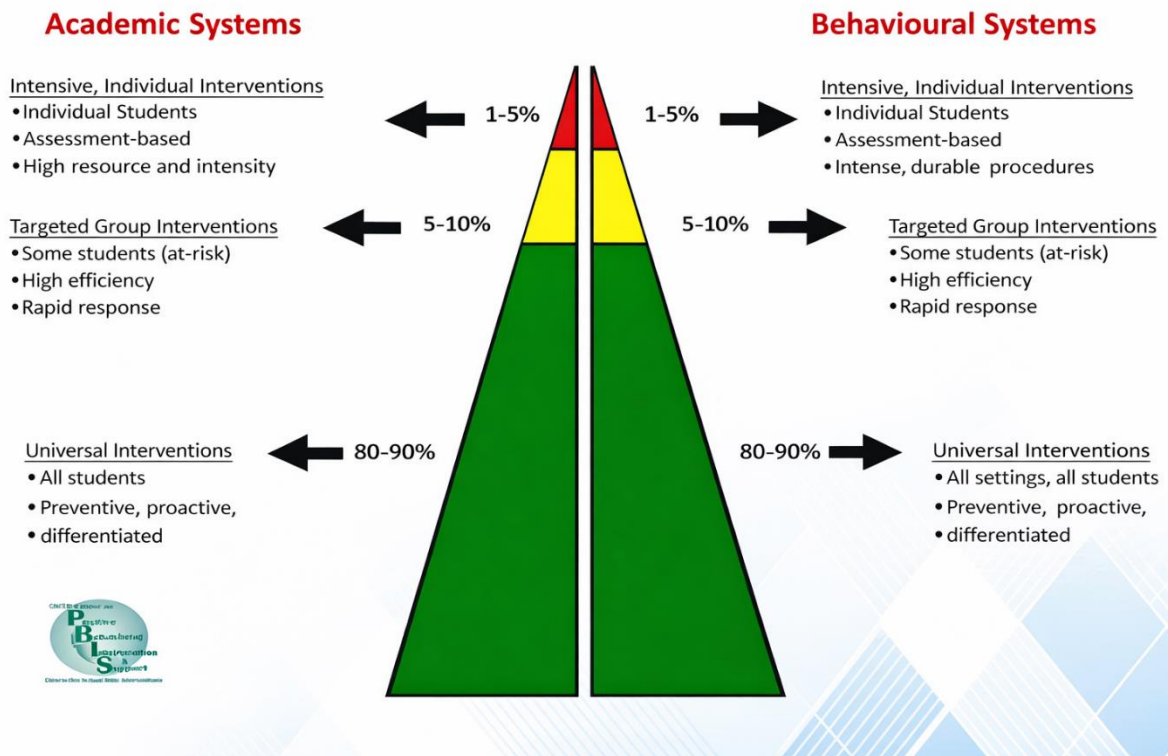 Academic Systems
Intensive, Individual Interventions
•Individual Students
•Assessment-based
•High resource and intensity
1-5%
Targeted Group Interventions
•Some students (at-risk)
•High efficiency
•Rapid response
5-10%
Universal Interventions
• All students
• Preventive, proactive,
• differentiated
80-90%
Behavioural Systems
1-5%
Intensive, Individual Interventions
• Individual Students
• Assessment-based
• Intense, durable procedures
5-10%
Targeted Group Interventions
• Some students (at-risk)
• High efficiency
• Rapid response
80-90%
Universal Interventions
• All settings, all students
• Preventive, proactive,
• differentiated
P
B
I
S